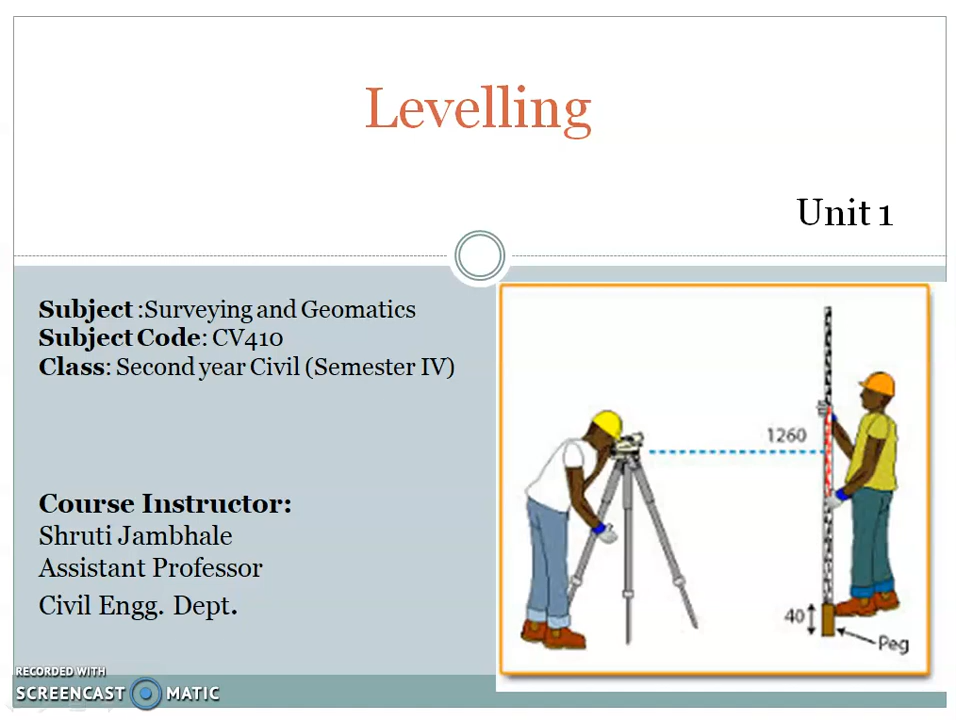 Levelling
Unit 1
Subject :Surveying and Geomatics
Subject Code: CV410
Class: Second year Civil (Semester IV)
Course Instructor:
Shruti Jambhale
Assistant Professor
Civil Engg. Dept.
1260
40
Peg
RECORDED WITH
SCREENCAST MATIC